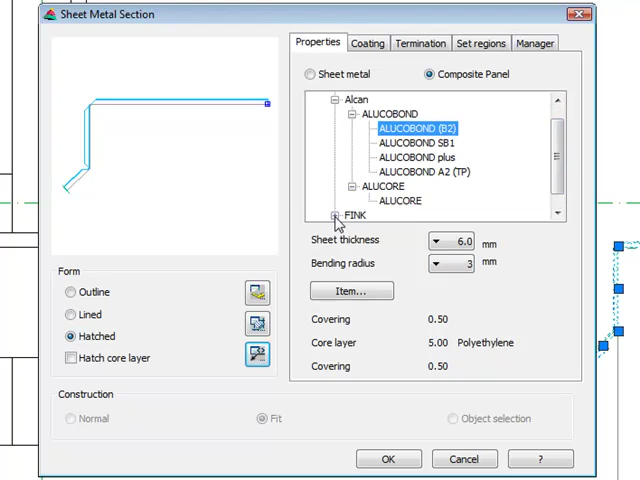 Sheet Metal Section
Properties
Coating
Termination
Set regions
Manager
Sheet metal
Composite Panel
Alcan
ALUCOBOND
ALUCOBOND (B2)
ALUCOBOND SB1
ALUCOBOND plus
ALUCOBOND A2 (TP)
ALUCORE
ALUCORE
FINK
Sheet thickness 6.0 mm
Bending radius 3 mm
Item...
Covering 0.50
Core layer 5.00 Polyethylene
Covering 0.50
Form
Outline
Lined
Hatched
Hatch core layer
Construction
Normal
Fit
Object selection
OK
Cancel
?